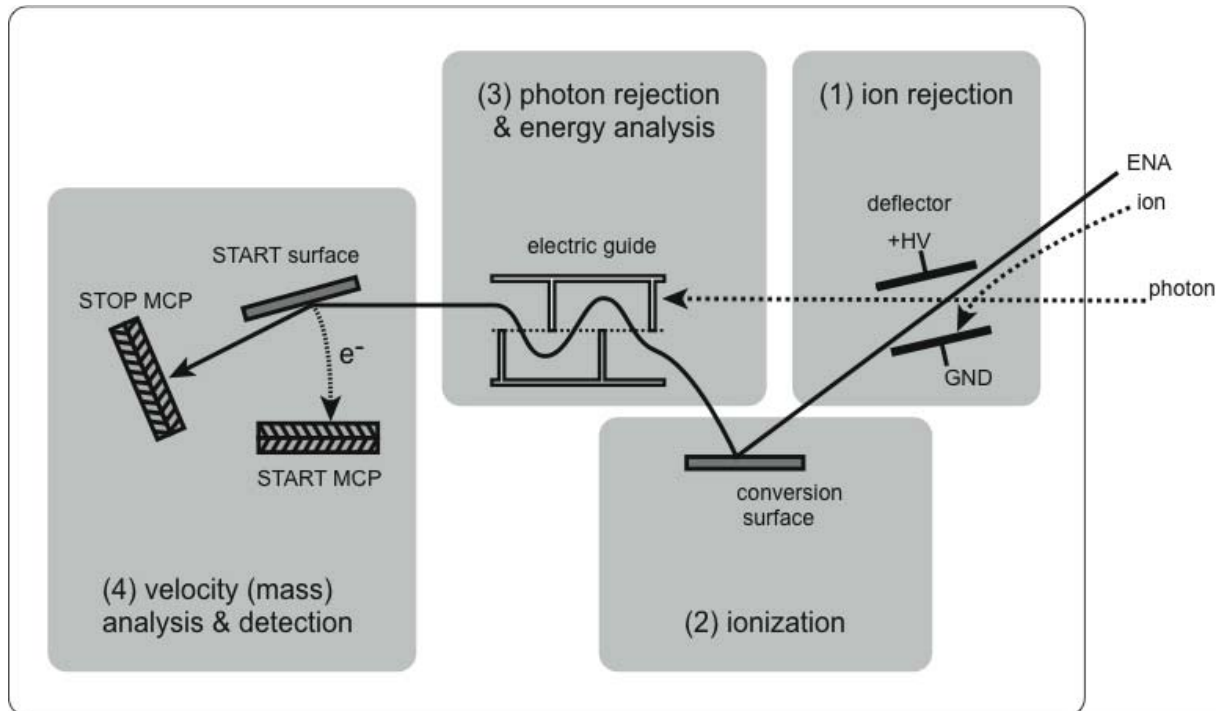 (3) photon rejection
& energy analysis
(1) ion rejection
ENA
ion
photon
deflector
+HV
GND
electric guide
START surface
STOP MCP
e-
START MCP
conversion
surface
(4) velocity (mass)
analysis & detection
(2) ionization